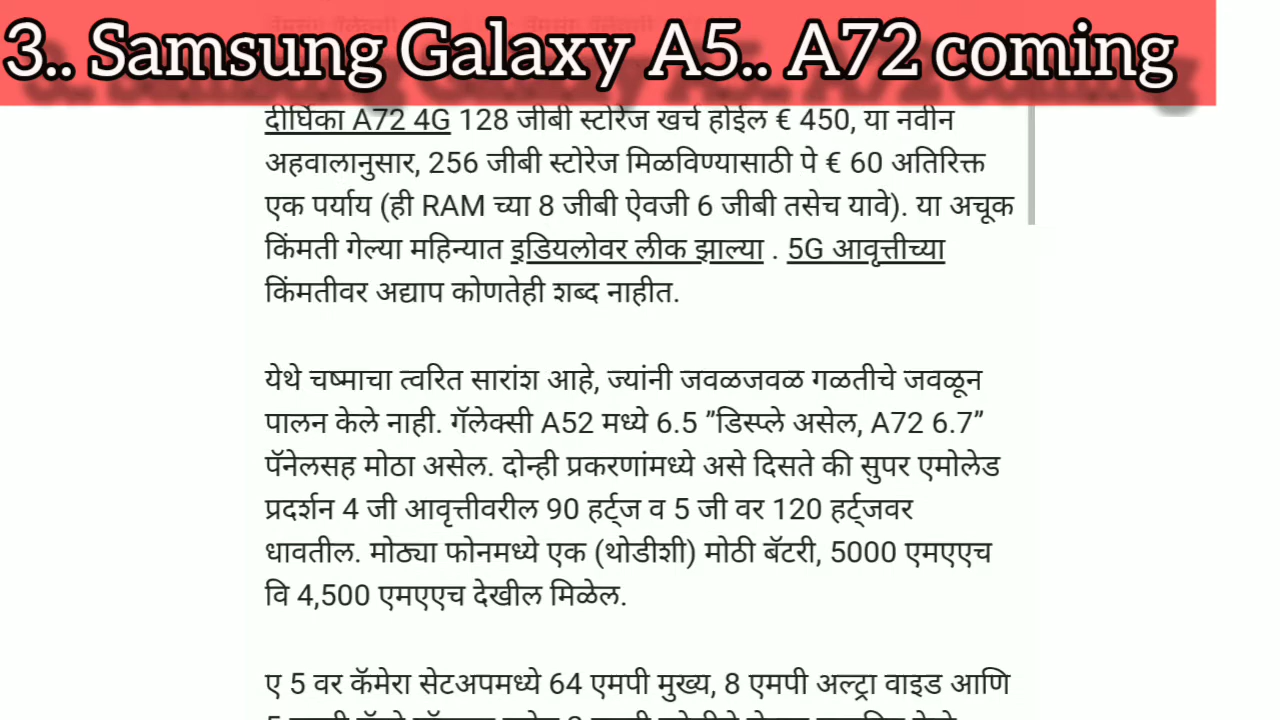 3.. Samsung Galaxy A5.. A72 coming
दीर्घिका A72 4G 128 जीबी स्टोरेज खर्च होईल € 450, या नवीन
अहवालानुसार, 256 जीबी स्टोरेज मिळविण्यासाठी पे € 60 अतिरिक्त
एक पर्याय (ही RAM च्या 8 जीबी ऐवजी 6 जीबी तसेच यावे). या अचूक
किंमती गेल्या महिन्यात इडियलोवर लीक झाल्या . 5G आवृत्तीच्या
किंमतीवर अद्याप कोणतेही शब्द नाहीत.
येथे चष्माचा त्वरित सारांश आहे, ज्यांनी जवळजवळ गळतीचे जवळून
पालन केले नाही. गॅलेक्सी A52 मध्ये 6.5 ”डिस्प्ले असेल, A72 6.7”
पॅनेलसह मोठा असेल. दोन्ही प्रकरणांमध्ये असे दिसते की सुपर एमोलेड
प्रदर्शन 4 जी आवृत्तीवरील 90 हर्ट्ज व 5 जी वर 120 हर्ट्जवर
धावतील. मोठ्या फोनमध्ये एक (थोडीशी) मोठी बॅटरी, 5000 एमएएच
वि 4,500 एमएएच देखील मिळेल.
ए 5 वर कॅमेरा सेटअपमध्ये 64 एमपी मुख्य, 8 एमपी अल्ट्रा वाइड आणि